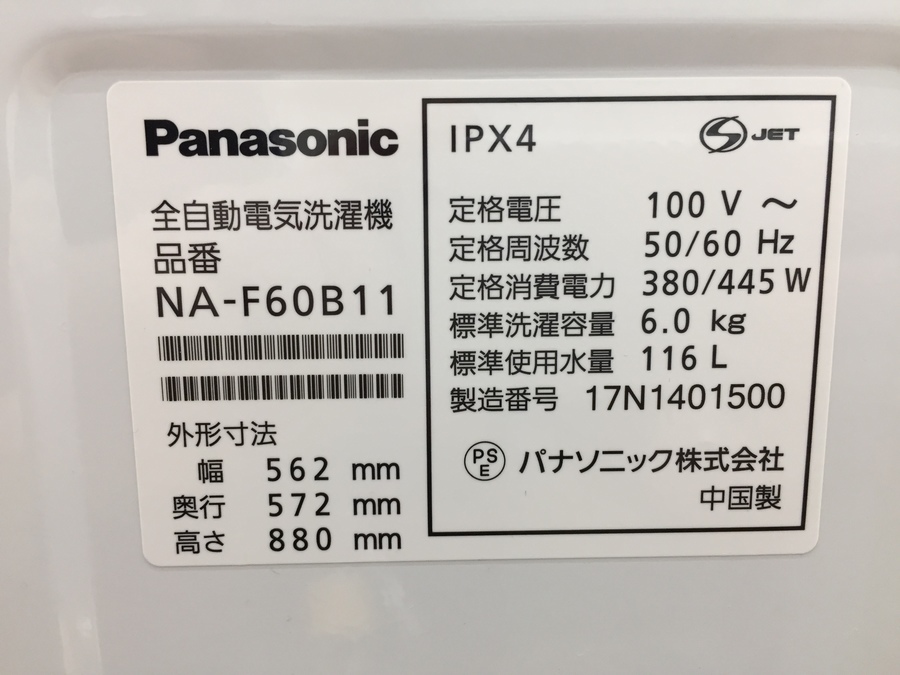 Panasonic
全自動電気洗濯機
品番
NA-F60B11
外形寸法
幅 562 mm
奥行 572 mm
高さ 880 mm
IPX4
S JET
定格電圧 100 V ～
定格周波数 50/60 Hz
定格消費電力 380/445 W
標準洗濯容量 6.0 kg
標準使用水量 116 L
製造番号 17N1401500
PS
E
パナソニック株式会社
中国製